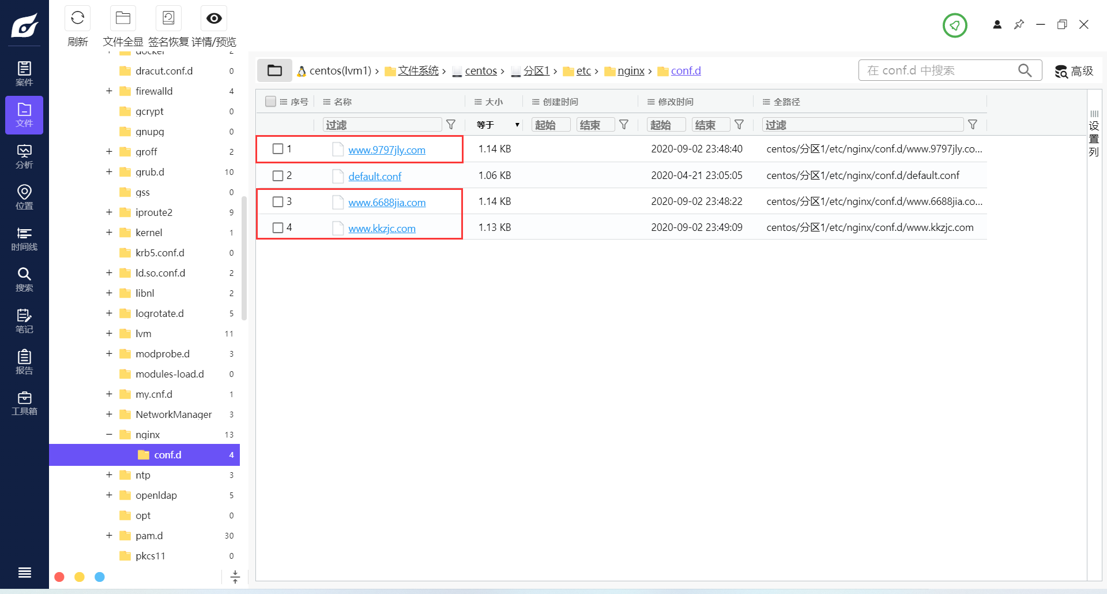 刷新
文件全显
签名恢复
详情/预览
案件
文件
分析
位置
时间线
搜索
笔记
报告
工具箱
docker 2
dracut.conf.d 0
+ firewalld 2
gcrypt 0
gnupg 0
+ groff 2
+ grub.d 10
gss 0
+ iproute2 9
+ kernel 1
krb5.conf.d 0
+ ld.so.conf.d 2
+ libnl 2
+ logrotate.d 5
+ lvm 11
+ modprobe.d 3
modules-load.d 0
+ my.cnf.d 1
+ NetworkManager 3
− nginx 13
conf.d 4
+ ntp 3
+ openldap 5
opt 0
+ pam.d 30
pkcs11 0
centos(lvm1) › 文件系统 › centos › 分区1 › etc › nginx › conf.d
在 conf.d 中搜索
高级
序号 名称 大小 创建时间 修改时间 全路径
过滤 等于 起始 结束 起始 结束 过滤
1 www.9797jly.com 1.14 KB 2020-09-02 23:48:40 centos/分区1/etc/nginx/conf.d/www.9797jly.co...
2 default.conf 1.06 KB 2020-04-21 23:05:05 centos/分区1/etc/nginx/conf.d/default.conf
3 www.6688jia.com 1.14 KB 2020-09-02 23:48:22 centos/分区1/etc/nginx/conf.d/www.6688jia.co...
4 www.kkzjc.com 1.13 KB 2020-09-02 23:49:09 centos/分区1/etc/nginx/conf.d/www.kkzjc.com
设置列